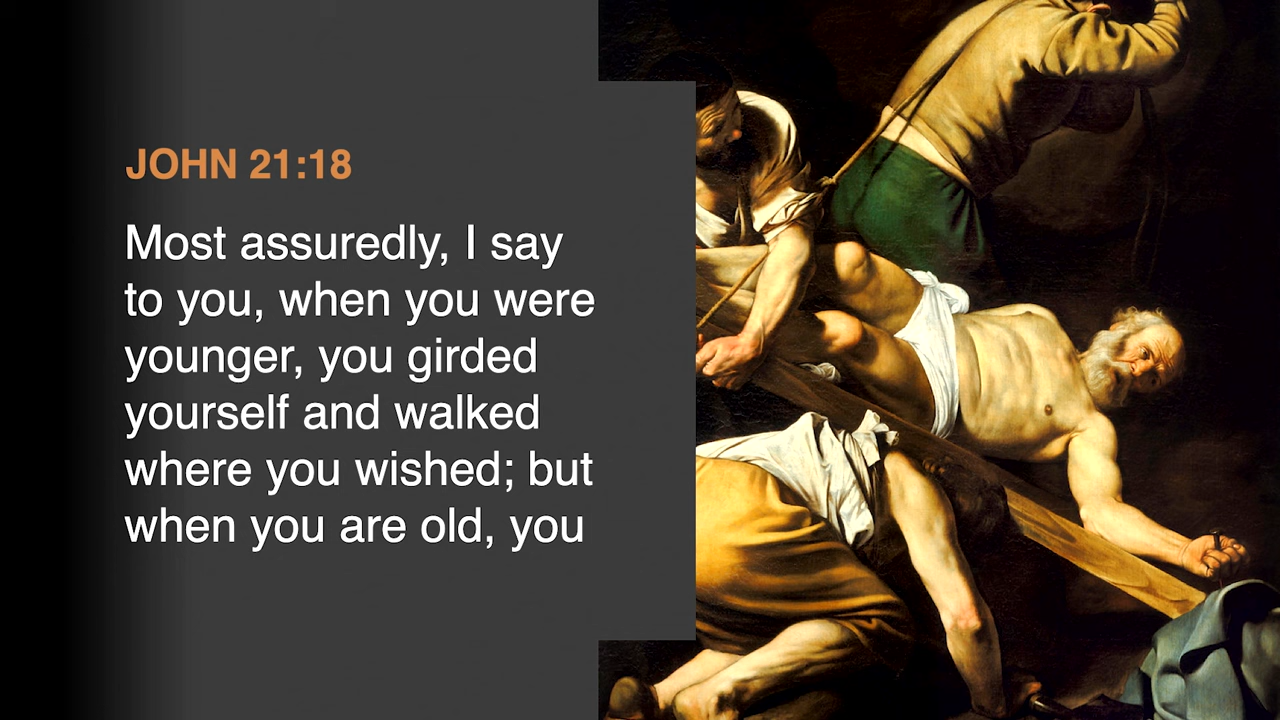 JOHN 21:18
Most assuredly, I say
to you, when you were
younger, you girded
yourself and walked
where you wished; but
when you are old, you